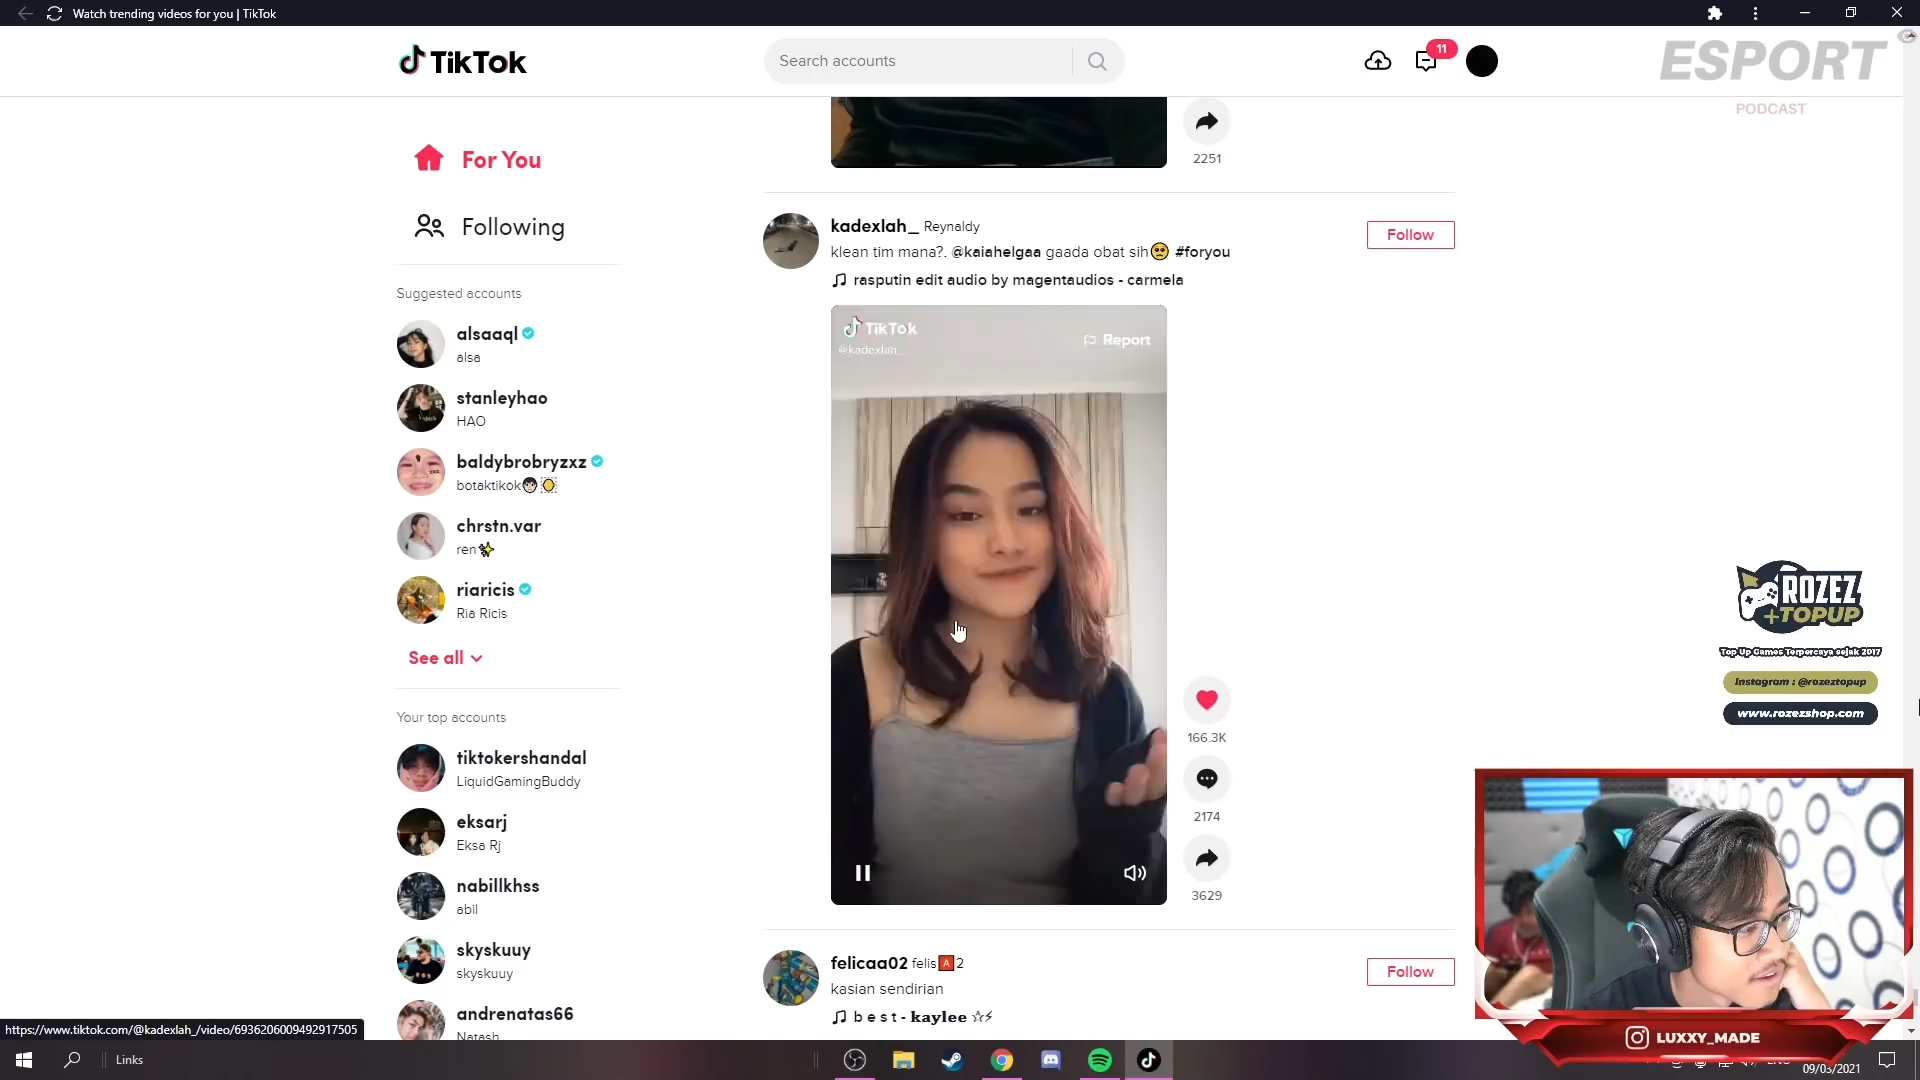 Watch trending videos for you | TikTok
TikTok
Search accounts
11
ESPORT
PODCAST
For You
Following
Suggested accounts
alsaaql
alsa
stanleyhao
HAO
baldybrobryzxz
botaktikok
chrstn.var
ren
riaricis
Ria Ricis
See all
Your top accounts
tiktokershandal
LiquidGamingBuddy
eksarj
Eksa Rj
nabillkhss
abil
skyskuuy
skyskuuy
andrenatas66
Natash
2251
kadexlah_ Reynaldy
Follow
klean tim mana?. @kaiahelgaa gaada obat sih🥺 #foryou
rasputin edit audio by magentaudios - carmela
TikTok
@kadexlah_
Report
166.3K
2174
3629
felicaa02 felis🅰2
Follow
kasian sendirian
b e s t - kaylee ☆⚡
ROZEZ
+TOPUP
Top Up Games Terpercaya sejak 2017
Instagram : @rozeztopup
www.rozezshop.com
LUXXY_MADE
https://www.tiktok.com/@kadexlah_/video/6936206009492917505
Links
09/03/2021